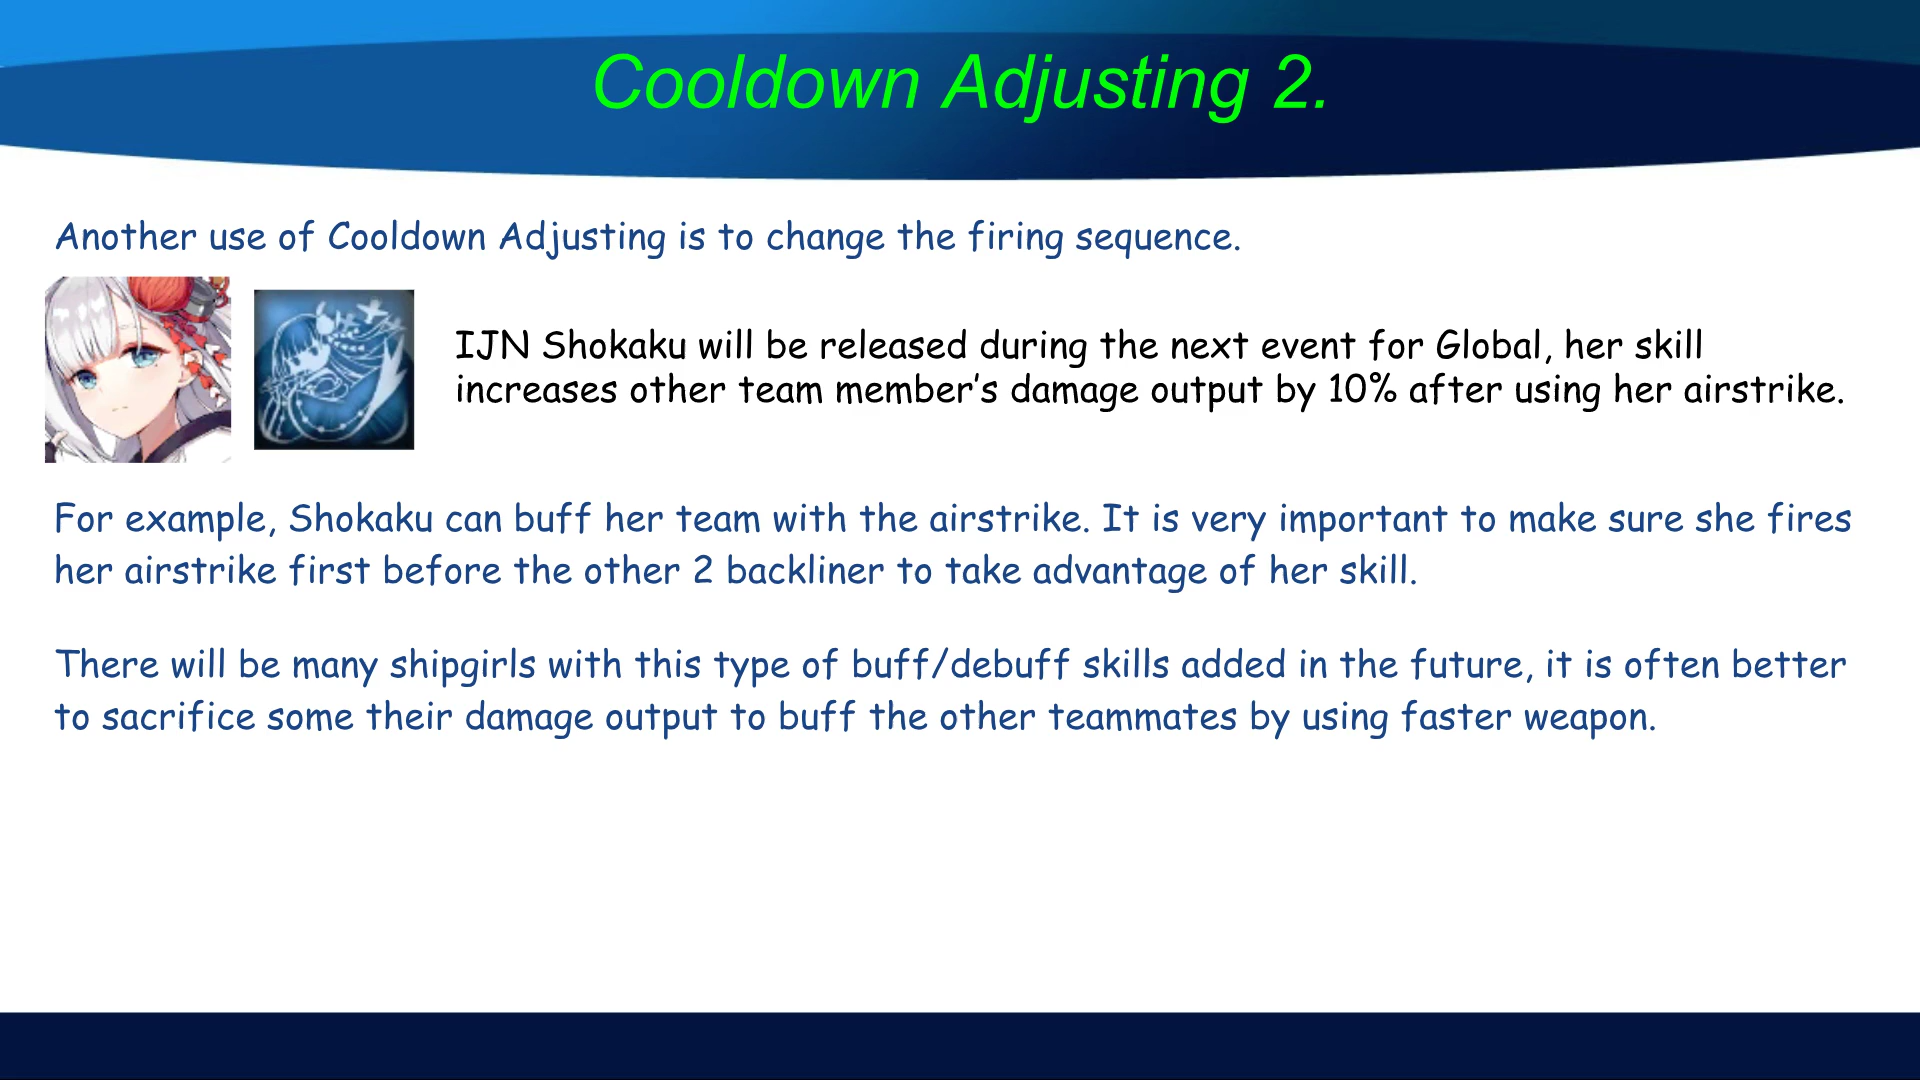 Cooldown Adjusting 2.
Another use of Cooldown Adjusting is to change the firing sequence.
IJN Shokaku will be released during the next event for Global, her skill
increases other team member’s damage output by 10% after using her airstrike.
For example, Shokaku can buff her team with the airstrike. It is very important to make sure she fires
her airstrike first before the other 2 backliner to take advantage of her skill.
There will be many shipgirls with this type of buff/debuff skills added in the future, it is often better
to sacrifice some their damage output to buff the other teammates by using faster weapon.